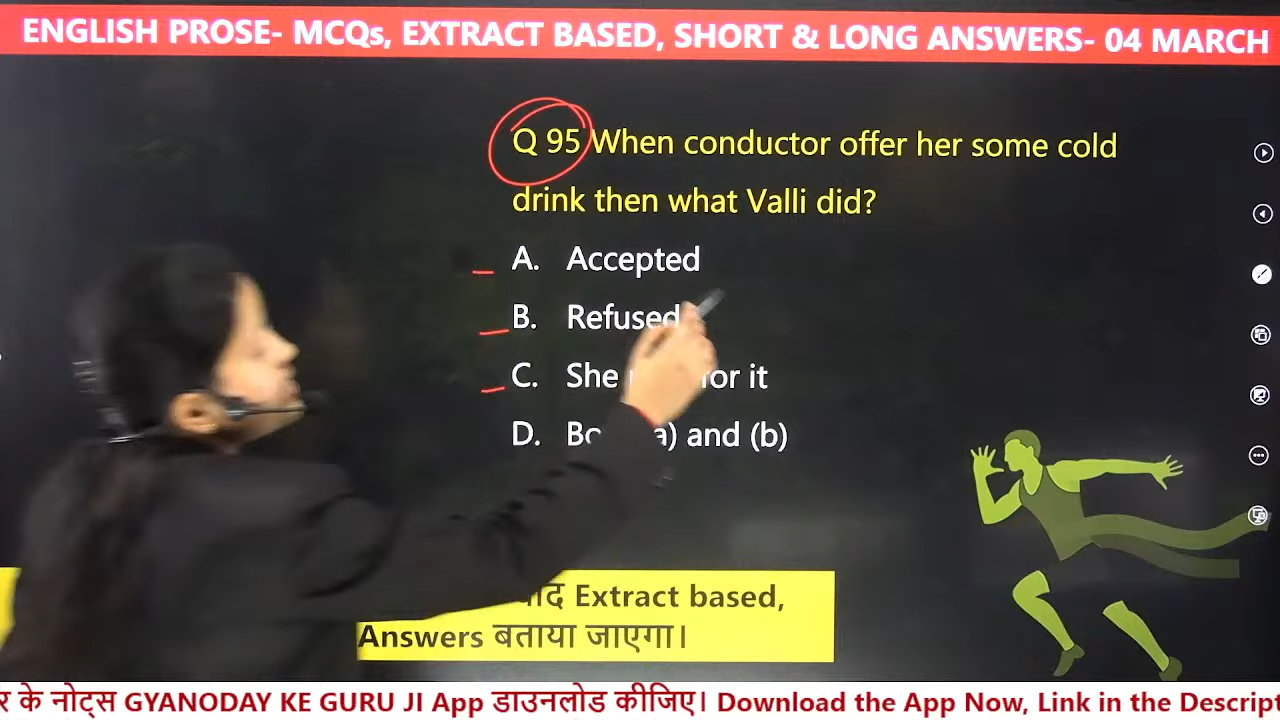 ENGLISH PROSE- MCQs, EXTRACT BASED, SHORT & LONG ANSWERS- 04 MARCH
Q 95 When conductor offer her some cold
drink then what Valli did?
A. Accepted
B. Refused
C. She for it
D. and (b)
Extract based,
Answers बताया जाएगा।
के नोट्स GYANODAY KE GURU JI App डाउनलोड कीजिए। Download the App Now, Link in the